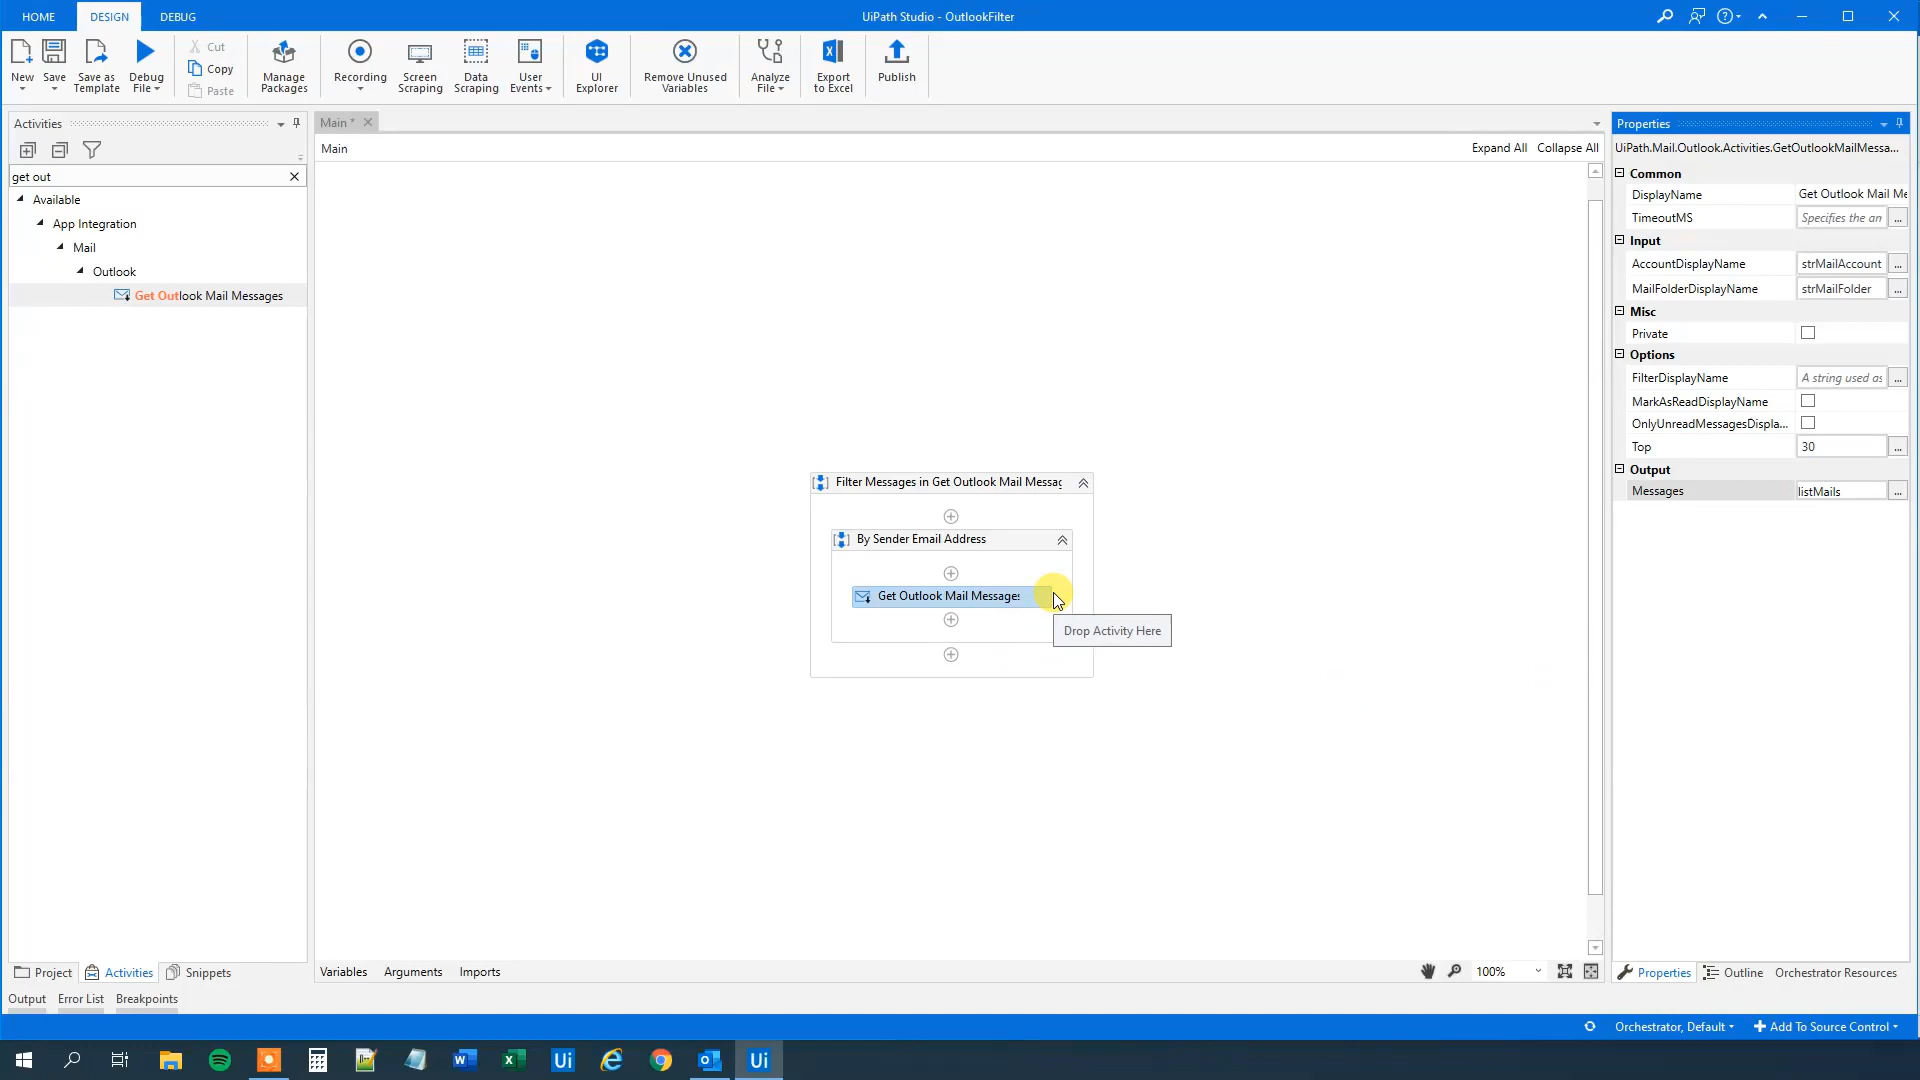 HOME DESIGN DEBUG UiPath Studio - OutlookFilter
New Save Save as Template Debug File Cut Copy Paste Manage Packages Recording Screen Scraping Data Scraping User Events UI Explorer Remove Unused Variables Analyze File Export to Excel Publish
Activities
get out
Available
App Integration
Mail
Outlook
Get Outlook Mail Messages
Main *
Main Expand All Collapse All
Filter Messages in Get Outlook Mail Messag
By Sender Email Address
Get Outlook Mail Messages
Drop Activity Here
Properties
UiPath.Mail.Outlook.Activities.GetOutlookMailMessa...
Common
DisplayName Get Outlook Mail Me
TimeoutMS Specifies the an ...
Input
AccountDisplayName strMailAccount ...
MailFolderDisplayName strMailFolder ...
Misc
Private
Options
FilterDisplayName A string used as ...
MarkAsReadDisplayName
OnlyUnreadMessagesDispla...
Top 30 ...
Output
Messages listMails ...
Project Activities Snippets
Variables Arguments Imports 100%
Properties Outline Orchestrator Resources
Output Error List Breakpoints
Orchestrator, Default Add To Source Control
Ui Ui